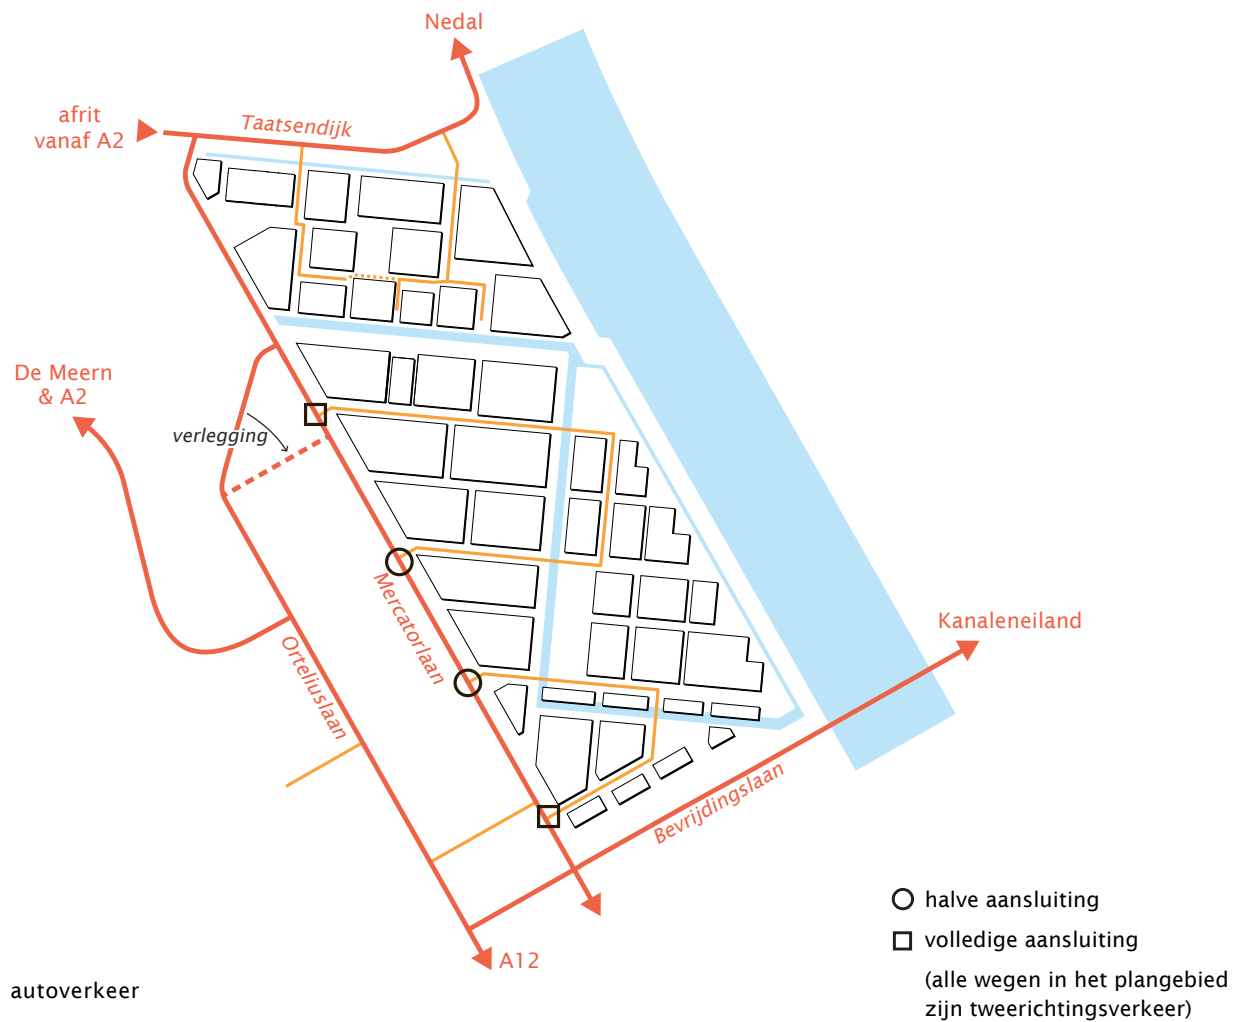 Nedal
afrit
vanaf A2
Taatsendijk
De Meern
& A2
verlegging
Mercatorlaan
Orteliuslaan
Kanaleneiland
Bevrijdingslaan
A12
halve aansluiting
volledige aansluiting
(alle wegen in het plangebied
zijn tweerichtingsverkeer)
autoverkeer